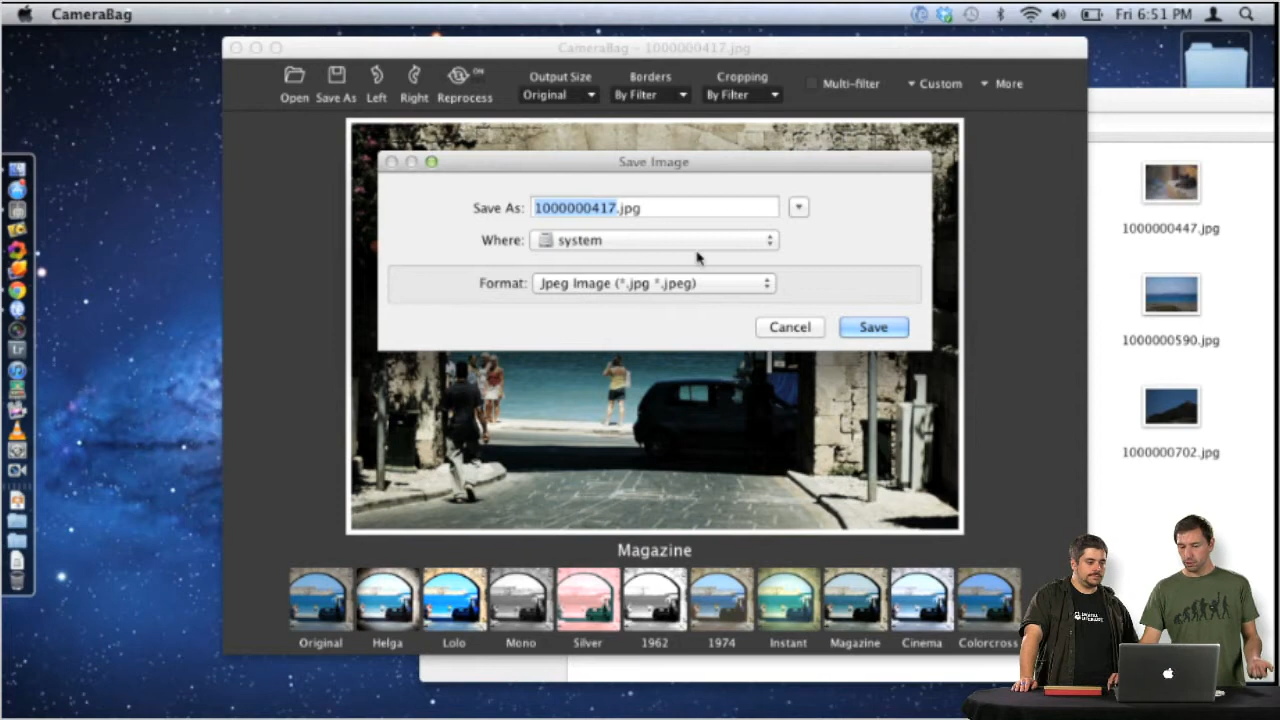 CameraBag
Fri 6:51 PM
CameraBag - 1000000417.jpg
Open
Save As
Left
Right
ON
Reprocess
Output Size
Original
Borders
By Filter
Cropping
By Filter
Multi-filter
Custom
More
Save Image
Save As:
1000000417.jpg
Where:
system
Format:
Jpeg Image (*.jpg *.jpeg)
Cancel
Save
1000000447.jpg
1000000590.jpg
1000000702.jpg
Magazine
Original
Helga
Lolo
Mono
Silver
1962
1974
Instant
Magazine
Cinema
Colorcross